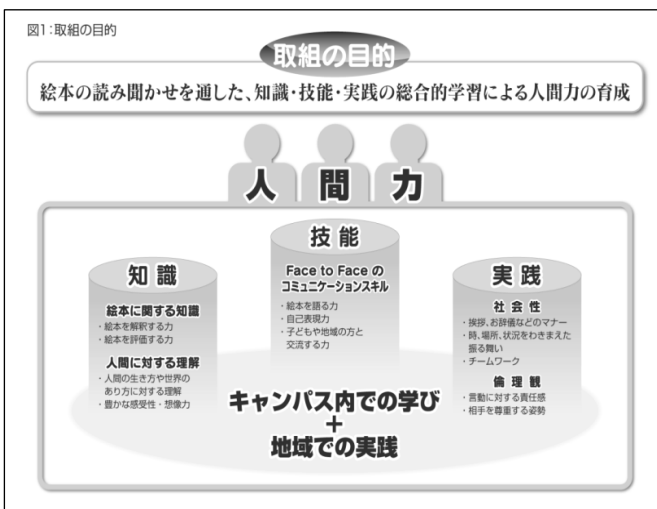 図1:取組の目的
取組の目的
絵本の読み聞かせを通した、知識・技能・実践の総合的学習による人間力の育成
人 間 力
知 識
絵本に関する知識
・絵本を解釈する力
・絵本を評価する力
人間に対する理解
・人間の生き方や世界の
あり方に対する理解
・豊かな感受性・想像力
技 能
Face to Face の
コミュニケーションスキル
・絵本を語る力
・自己表現力
・子どもや地域の方と
交流する力
実 践
社 会 性
・挨拶、お辞儀などのマナー
・時、場所、状況をわきまえた
振る舞い
・チームワーク
倫 理 観
・言動に対する責任感
・相手を尊重する姿勢
キャンパス内での学び
+
地域での実践